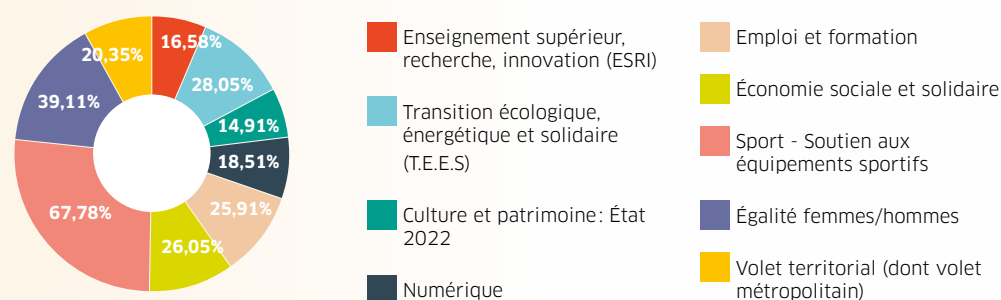 16,58%
28,05%
14,91%
18,51%
25,91%
26,05%
67,78%
39,11%
20,35%
Enseignement supérieur,
recherche, innovation (ESRI)
Transition écologique,
énergétique et solidaire
(T.E.E.S)
Culture et patrimoine: État
2022
Numérique
Emploi et formation
Économie sociale et solidaire
Sport - Soutien aux
équipements sportifs
Égalité femmes/hommes
Volet territorial (dont volet
métropolitain)